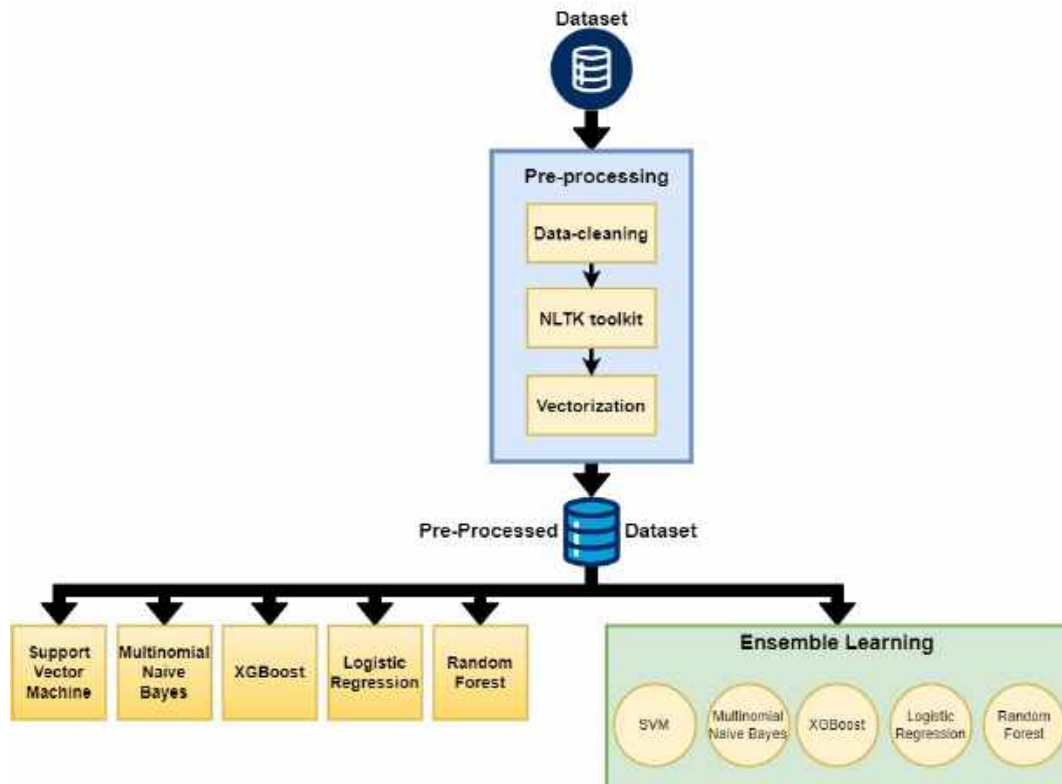 Dataset
Pre-processing
Data-cleaning
NLTK toolkit
Vectorization
Pre-Processed Dataset
Support
Vector
Machine
Multinomial
Naive
Bayes
XGBoost
Logistic
Regression
Random
Forest
Ensemble Learning
SVM
Multinomial
Naive Bayes
XGBoost
Logistic
Regression
Random
Forest